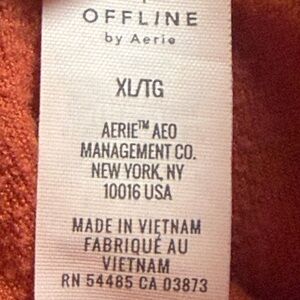 OFFLINE
by Aerie
XL/TG
AERIE™ AEO
MANAGEMENT CO.
NEW YORK, NY
10016 USA
MADE IN VIETNAM
FABRIQUÉ AU
VIETNAM
RN 54485 CA 03873